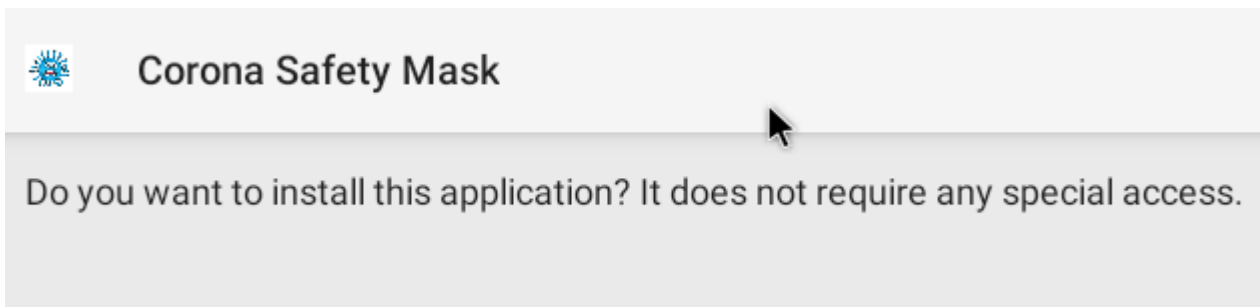 Corona Safety Mask
Do you want to install this application? It does not require any special access.